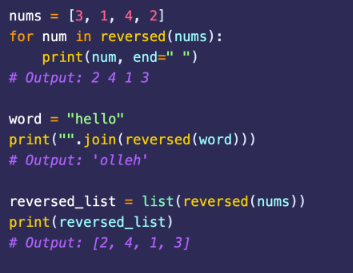 nums = [3, 1, 4, 2]
for num in reversed(nums):
    print(num, end=" ")
# Output: 2 4 1 3

word = "hello"
print("".join(reversed(word)))
# Output: 'olleh'

reversed_list = list(reversed(nums))
print(reversed_list)
# Output: [2, 4, 1, 3]